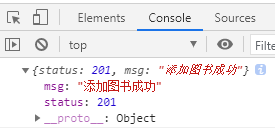 Elements Console Sources
top Filter
▼{status: 201, msg: "添加图书成功"} i
msg: "添加图书成功"
status: 201
▶__proto__: Object